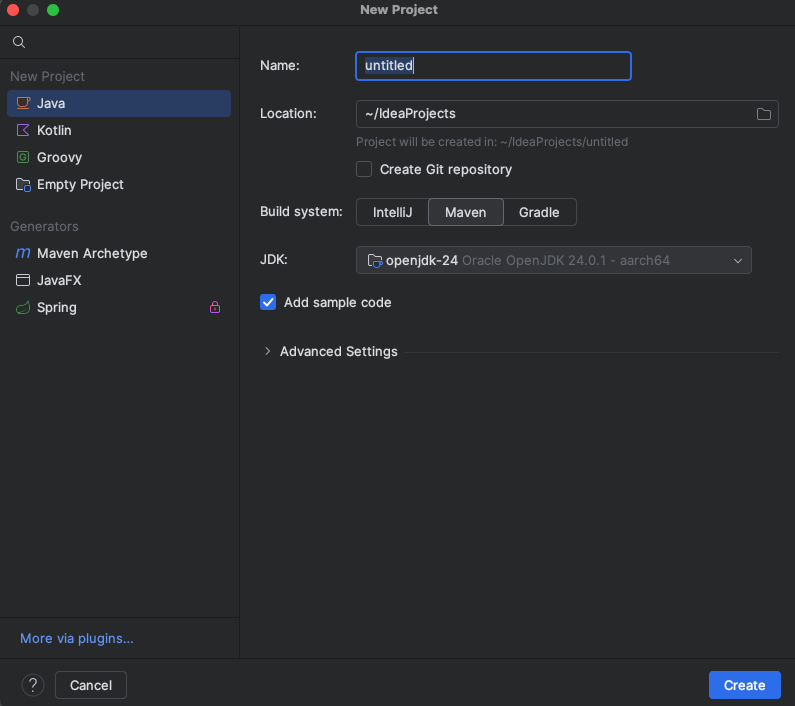 New Project
New Project
Java
Kotlin
Groovy
G
Empty Project
Generators
m Maven Archetype
JavaFX
Spring
More via plugins...
Name: untitled
Location: ~/IdeaProjects
Project will be created in: ~/IdeaProjects/untitled
Create Git repository
Build system: IntelliJ Maven Gradle
JDK: openjdk-24 Oracle OpenJDK 24.0.1 - aarch64
Add sample code
Advanced Settings
? Cancel Create